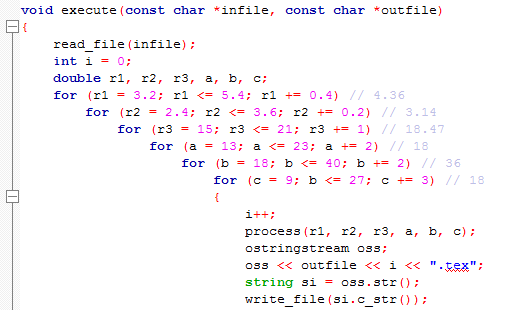 void execute(const char *infile, const char *outfile)
{
read_file(infile);
int i = 0;
double r1, r2, r3, a, b, c;
for (r1 = 3.2; r1 <= 5.4; r1 += 0.4) // 4.36
for (r2 = 2.4; r2 <= 3.6; r2 += 0.2) // 3.14
for (r3 = 15; r3 <= 21; r3 += 1) // 18.47
for (a = 13; a <= 23; a += 2) // 18
for (b = 18; b <= 40; b += 2) // 36
for (c = 9; b <= 27; c += 3) // 18
{
i++;
process(r1, r2, r3, a, b, c);
ostringstream oss;
oss << outfile << i << ".tex";
string si = oss.str();
write_file(si.c_str());